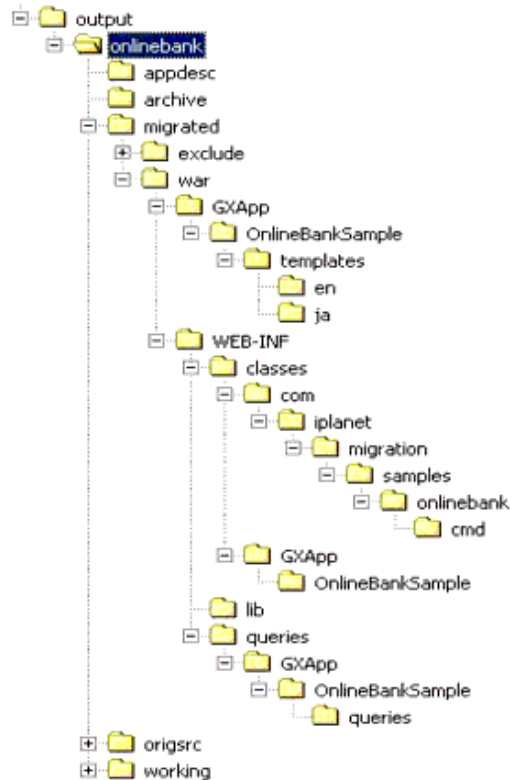 output
onlinebank
appdesc
archive
migrated
exclude
war
GXApp
OnlineBankSample
templates
en
ja
WEB-INF
classes
com
iplanet
migration
samples
onlinebank
cmd
GXApp
OnlineBankSample
lib
queries
GXApp
OnlineBankSample
queries
origsrc
working